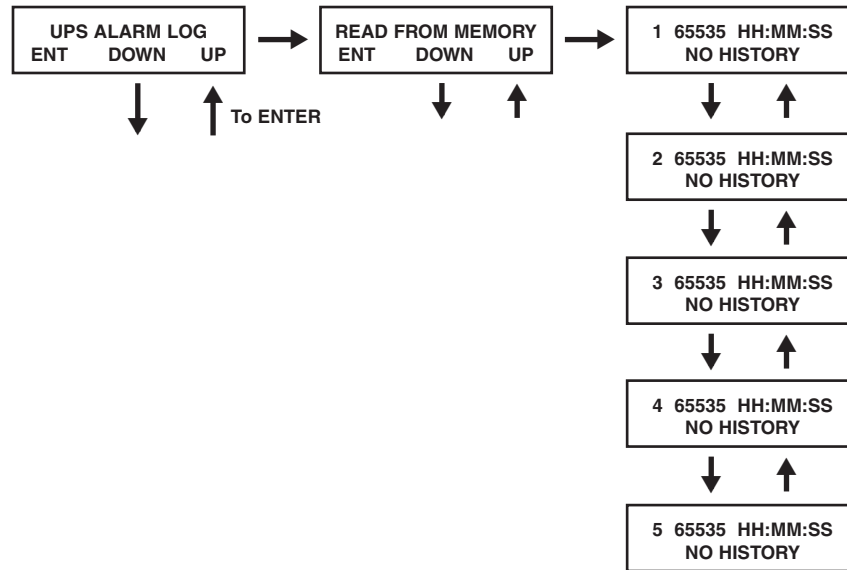 UPS ALARM LOG
ENT DOWN UP
To ENTER
READ FROM MEMORY
ENT DOWN UP
1 65535 HH:MM:SS
NO HISTORY
2 65535 HH:MM:SS
NO HISTORY
3 65535 HH:MM:SS
NO HISTORY
4 65535 HH:MM:SS
NO HISTORY
5 65535 HH:MM:SS
NO HISTORY